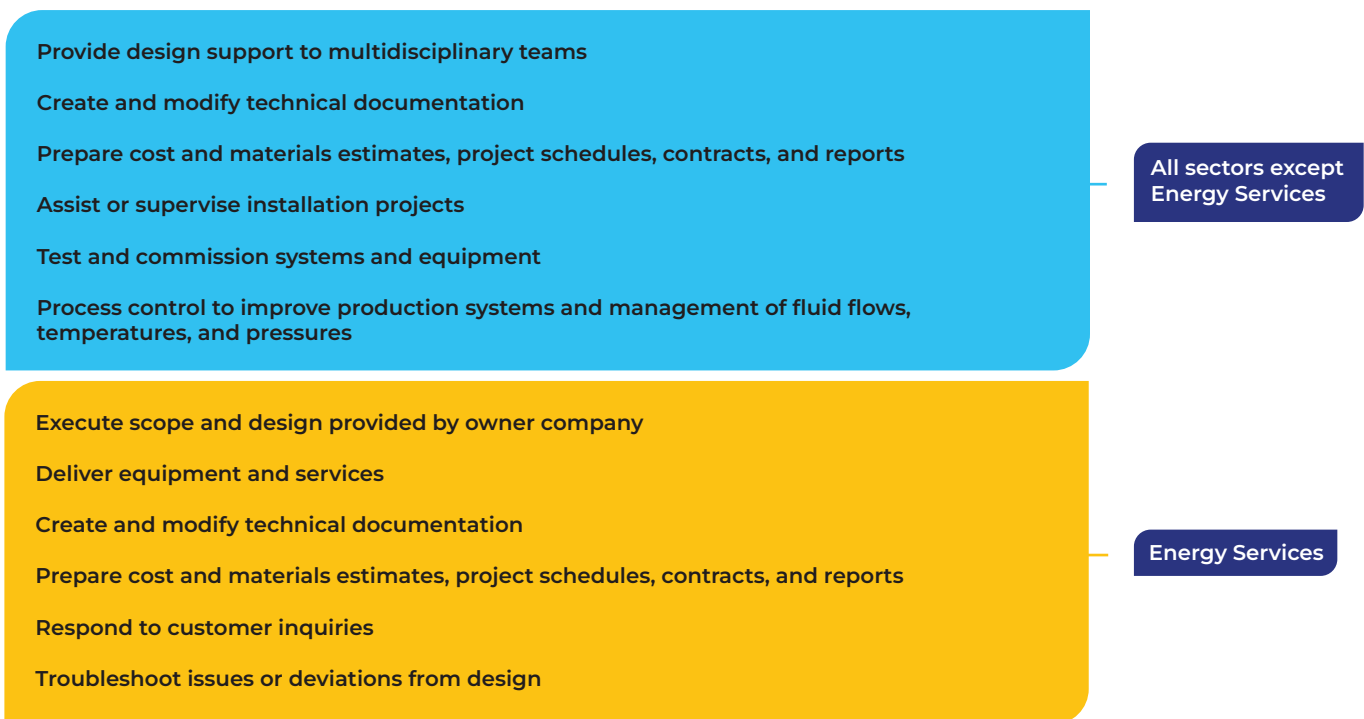 Provide design support to multidisciplinary teams
Create and modify technical documentation
Prepare cost and materials estimates, project schedules, contracts, and reports
Assist or supervise installation projects
Test and commission systems and equipment
Process control to improve production systems and management of fluid flows,
temperatures, and pressures
All sectors except
Energy Services
Execute scope and design provided by owner company
Deliver equipment and services
Create and modify technical documentation
Prepare cost and materials estimates, project schedules, contracts, and reports
Respond to customer inquiries
Troubleshoot issues or deviations from design
Energy Services